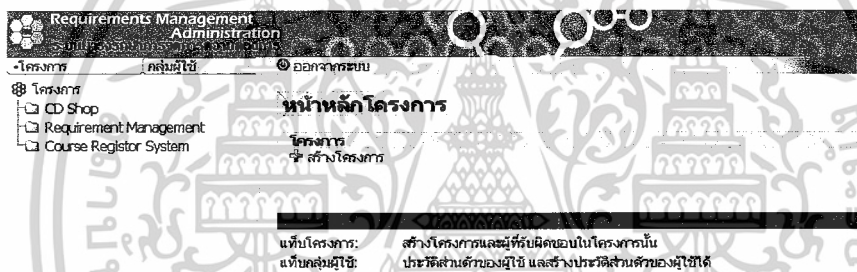 Requirements Management
Administration
โครงการ
กลุ่มผู้ใช้
ออกจากระบบ
โครงการ
CD Shop
Requirement Management
Course Registor System
หน้าหลักโครงการ
โครงการ
สร้างโครงการ
แท็บโครงการ: สร้างโครงการและผู้ที่รับผิดชอบในโครงการนั้น
แท็บกลุ่มผู้ใช้: ประวัติส่วนตัวของผู้ใช้ และสร้างประวัติส่วนตัวของผู้ใช้ได้